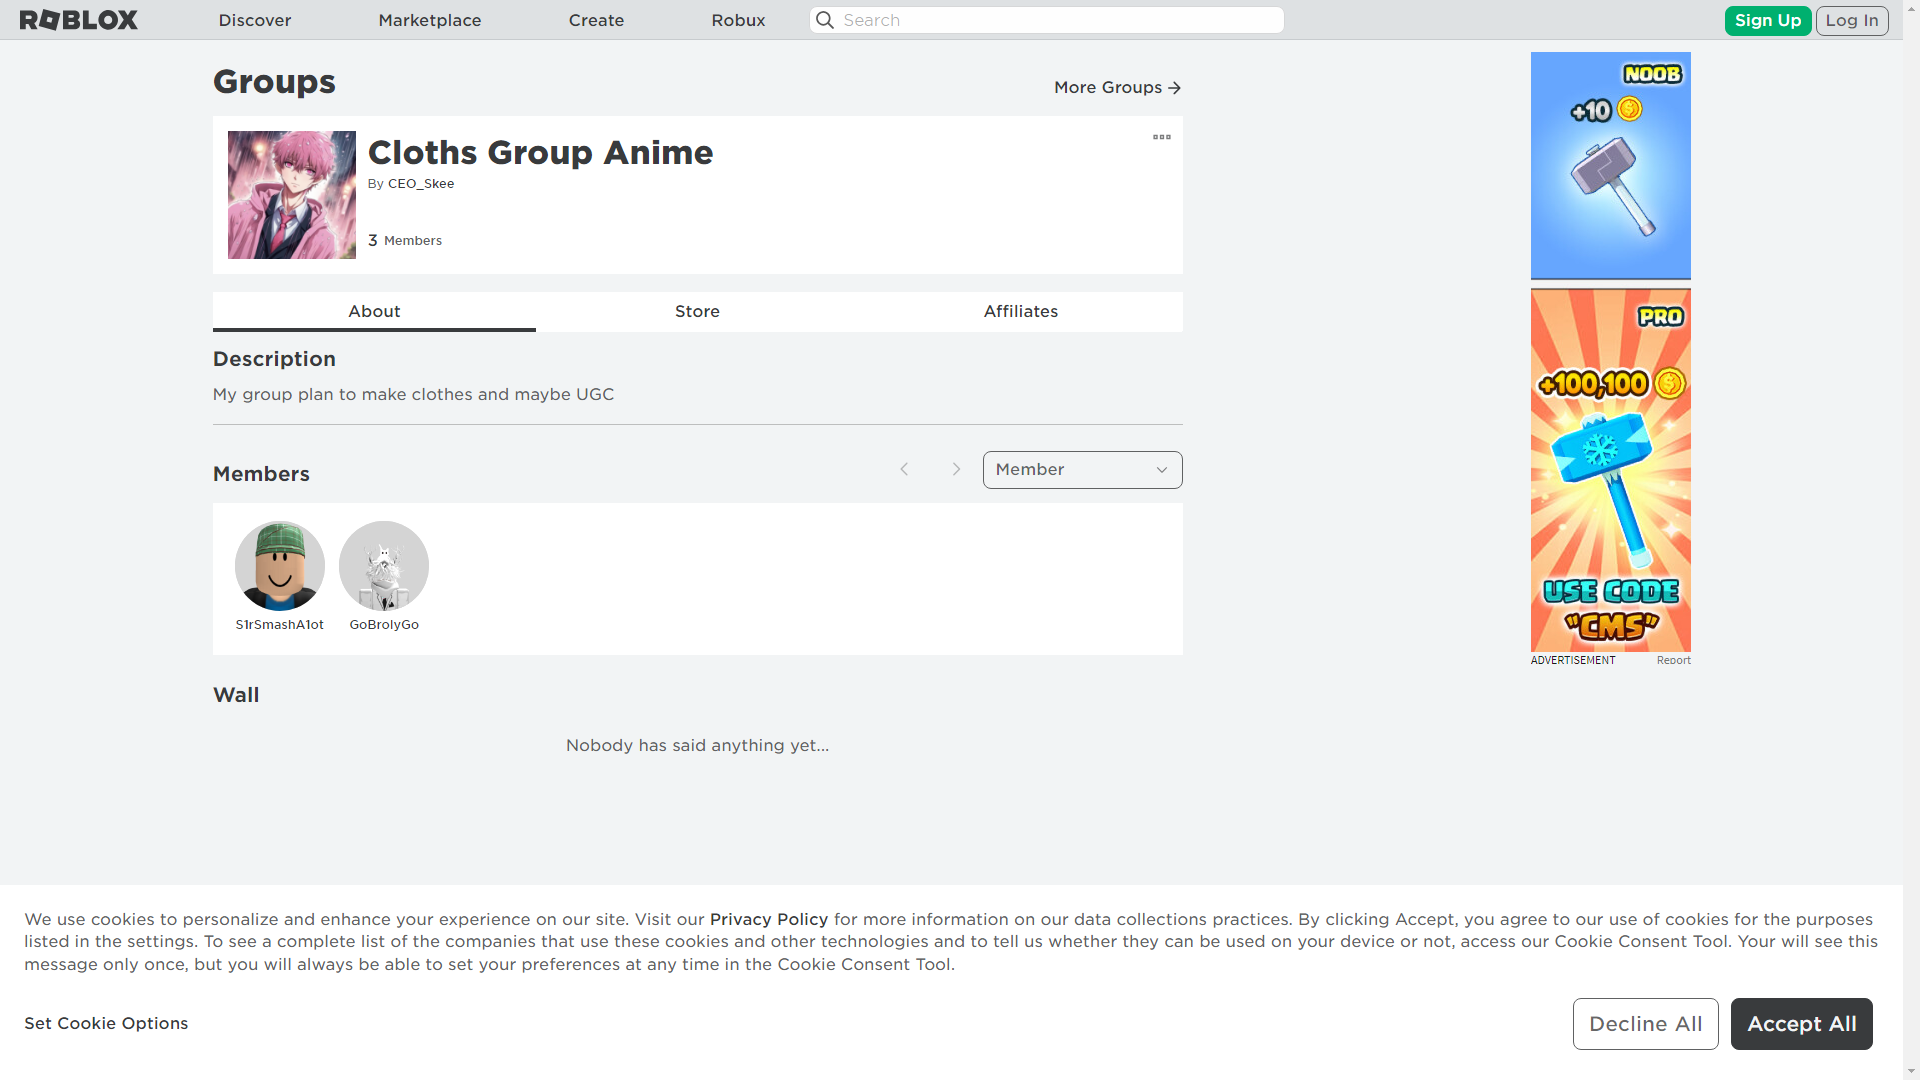 ROBLOX
Discover
Marketplace
Create
Robux
Search
Sign Up
Log In
Groups
More Groups
Cloths Group Anime
By CEO_Skee
3 Members
About
Store
Affiliates
Description
My group plan to make clothes and maybe UGC
Members
Member
S1rSmashA1ot
GoBrolyGo
Wall
Nobody has said anything yet...
NOOB
+10
PRO
+100,100
USE CODE
"CMS"
ADVERTISEMENT
Report
We use cookies to personalize and enhance your experience on our site. Visit our Privacy Policy for more information on our data collections practices. By clicking Accept, you agree to our use of cookies for the purposes
listed in the settings. To see a complete list of the companies that use these cookies and other technologies and to tell us whether they can be used on your device or not, access our Cookie Consent Tool. Your will see this
message only once, but you will always be able to set your preferences at any time in the Cookie Consent Tool.
Set Cookie Options
Decline All
Accept All